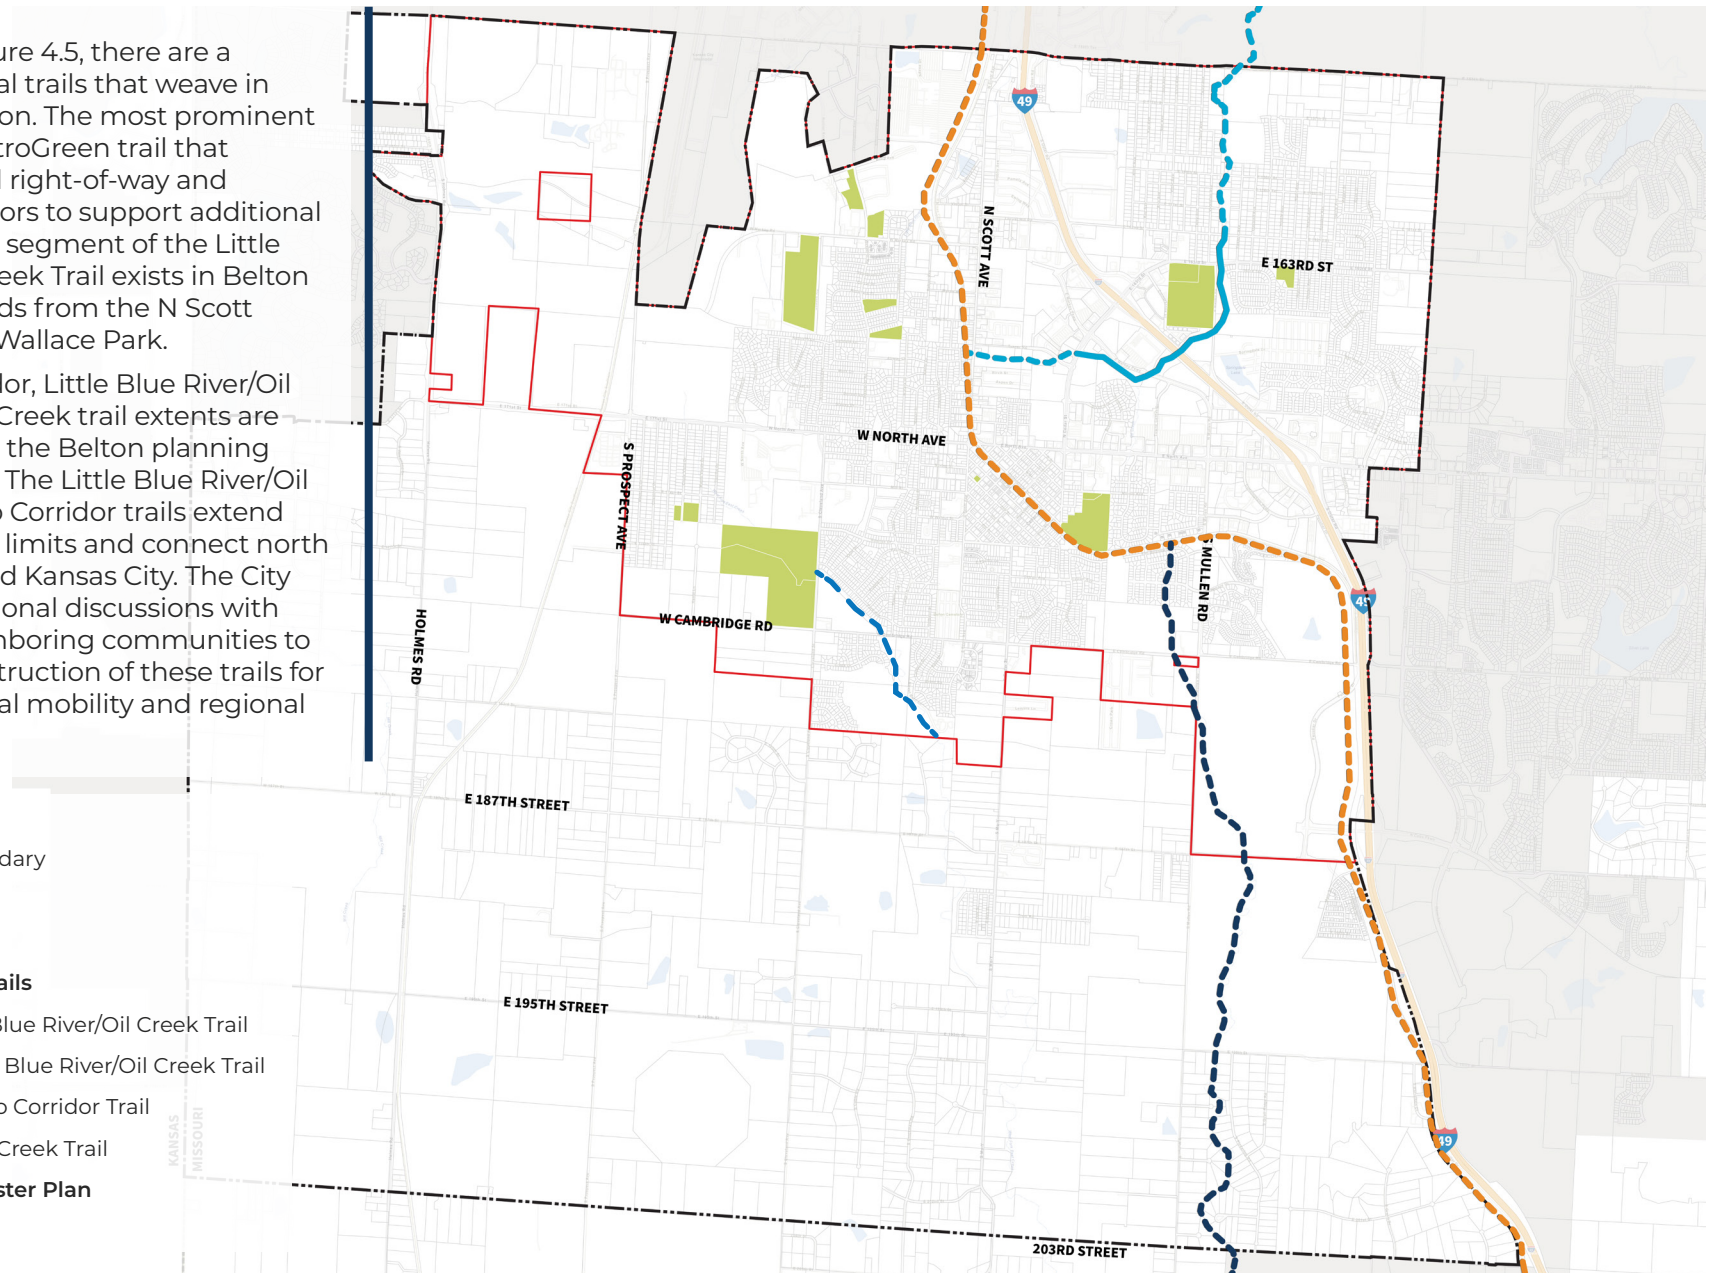 ure 4.5, there are a
al trails that weave in
on. The most prominent
troGreen trail that
l right-of-way and
ors to support additional
segment of the Little
eek Trail exists in Belton
ds from the N Scott
Wallace Park.
lor, Little Blue River/Oil
Creek trail extents are
the Belton planning
The Little Blue River/Oil
o Corridor trails extend
limits and connect north
d Kansas City. The City
ional discussions with
nboring communities to
struction of these trails for
al mobility and regional
dary
ails
Blue River/Oil Creek Trail
Blue River/Oil Creek Trail
o Corridor Trail
Creek Trail
ster Plan
49
N SCOTT AVE
E 163RD ST
W NORTH AVE
S PROSPECT AVE
S MULLEN RD
49
W CAMBRIDGE RD
HOLMES RD
E 187TH STREET
E 195TH STREET
KANSAS
MISSOURI
49
203RD STREET